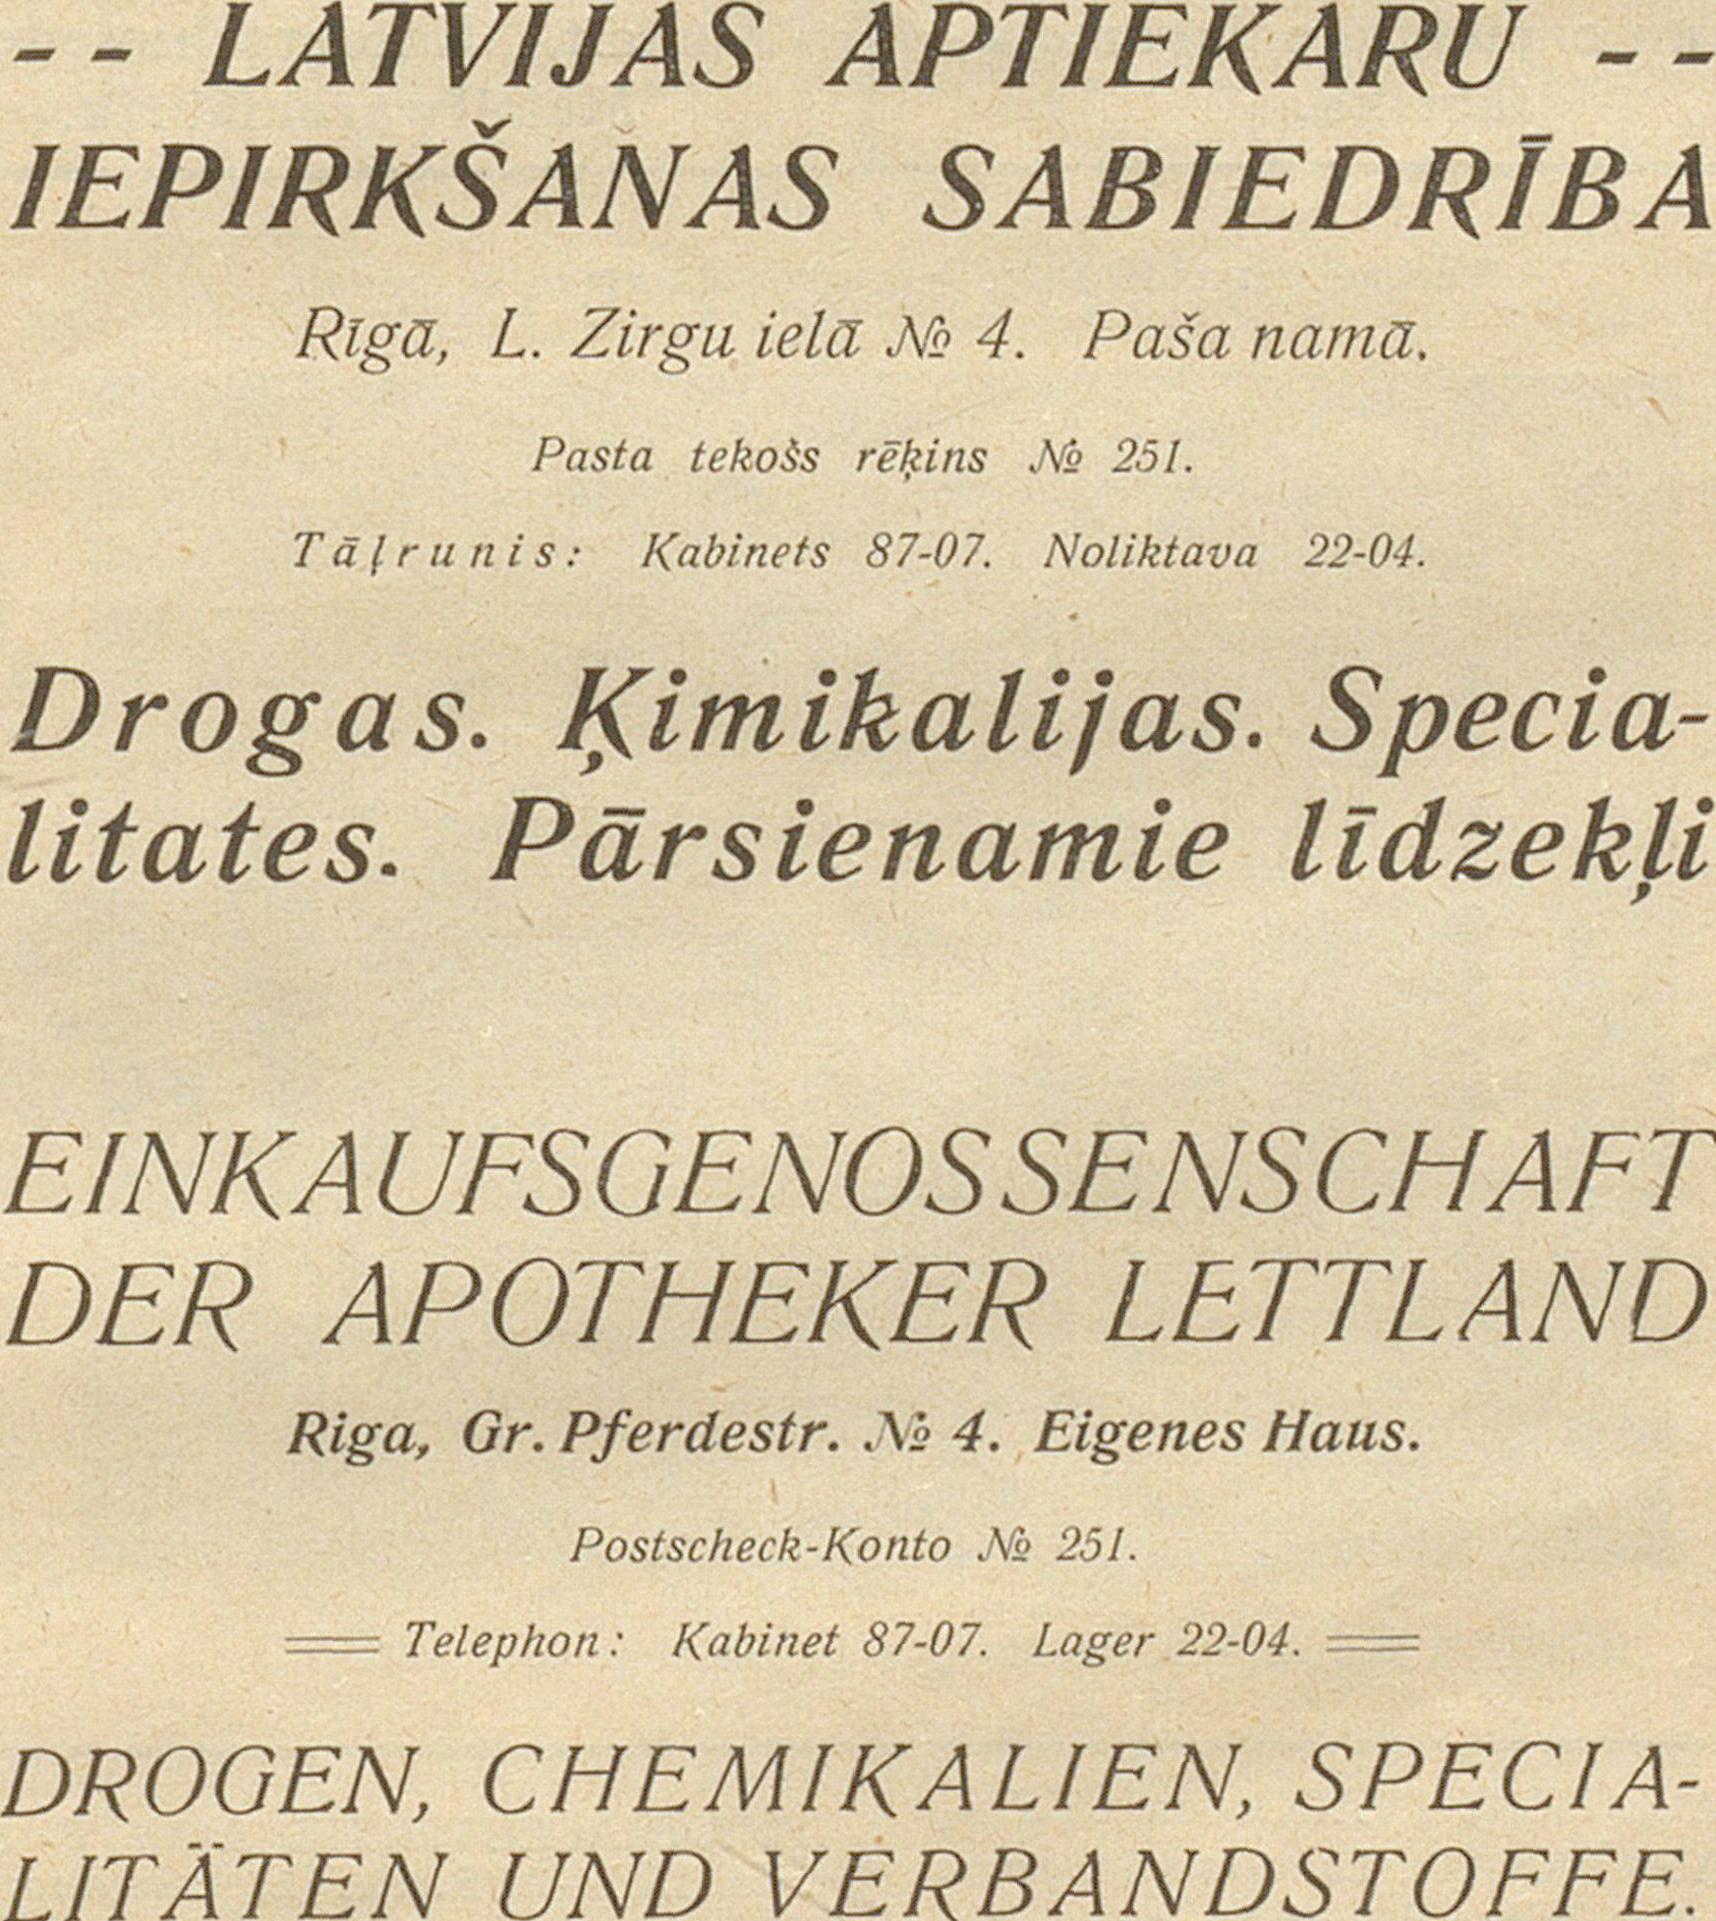 -- LATVIJAS APTIEKARU --
IEPIRKŠANAS SABIEDRĪBA
Rīgā, L. Zirgu ielā № 4. Paša namā.
Pasta tekošs rēķins № 251.
Tāļrunis: Kabinets 87-07. Noliktava 22-04.
Drogas. Ķimikalijas. Specia-
litates. Pārsienamie līdzekļi
EINKAUFSGENOSSENSCHAFT
DER APOTHEKER LETTLAND
Riga, Gr. Pferdestr. № 4. Eigenes Haus.
Postscheck-Konto № 251.
Telephon: Kabinet 87-07. Lager 22-04.
DROGEN, CHEMIKALIEN, SPECIA-
LITÄTEN UND VERBANDSTOFFE.